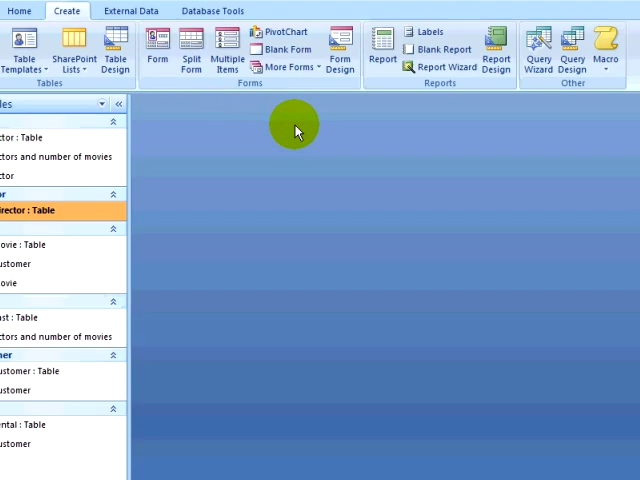 Home Create External Data Database Tools
Table Templates SharePoint Lists Table Design
Form Split Form Multiple Items PivotChart Blank Form More Forms Form Design
Report Labels Blank Report Report Wizard Report Design
Query Wizard Query Design Macro
Tables Forms Reports Other
les
ctor : Table
ctors and number of movies
ctor
or
irector : Table
ovie : Table
ustomer
ovie
ast : Table
ctors and number of movies
mer
ustomer : Table
ustomer
ental : Table
ustomer